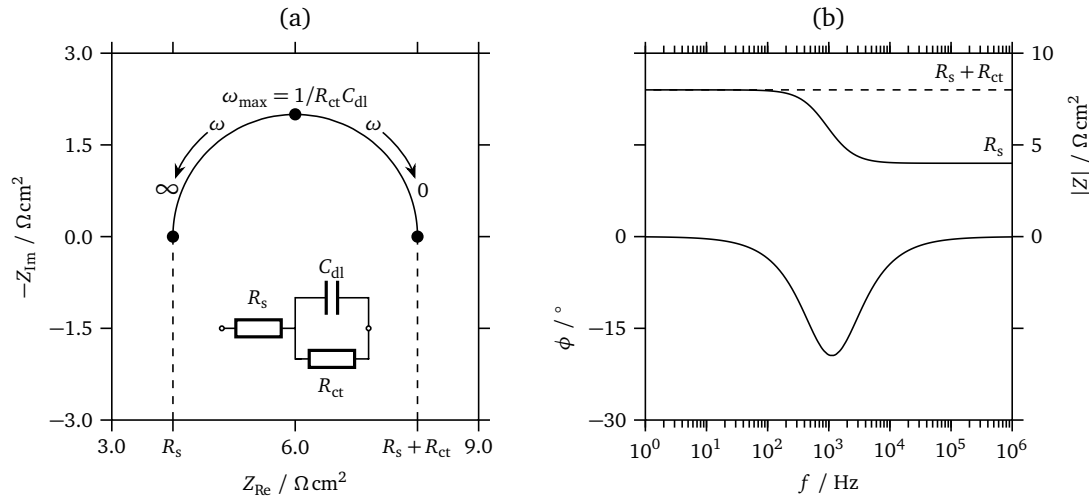 (a)
3.0
1.5
0.0
−1.5
−3.0
−Z_Im / Ω cm²
ω_max = 1/R_ct C_dl
ω
ω
∞
0
C_dl
R_s
R_ct
3.0
R_s
6.0
R_s + R_ct
9.0
Z_Re / Ω cm²
(b)
10
5
0
|Z| / Ω cm²
R_s + R_ct
R_s
0
−15
−30
ϕ / °
10⁰
10¹
10²
10³
10⁴
10⁵
10⁶
f / Hz